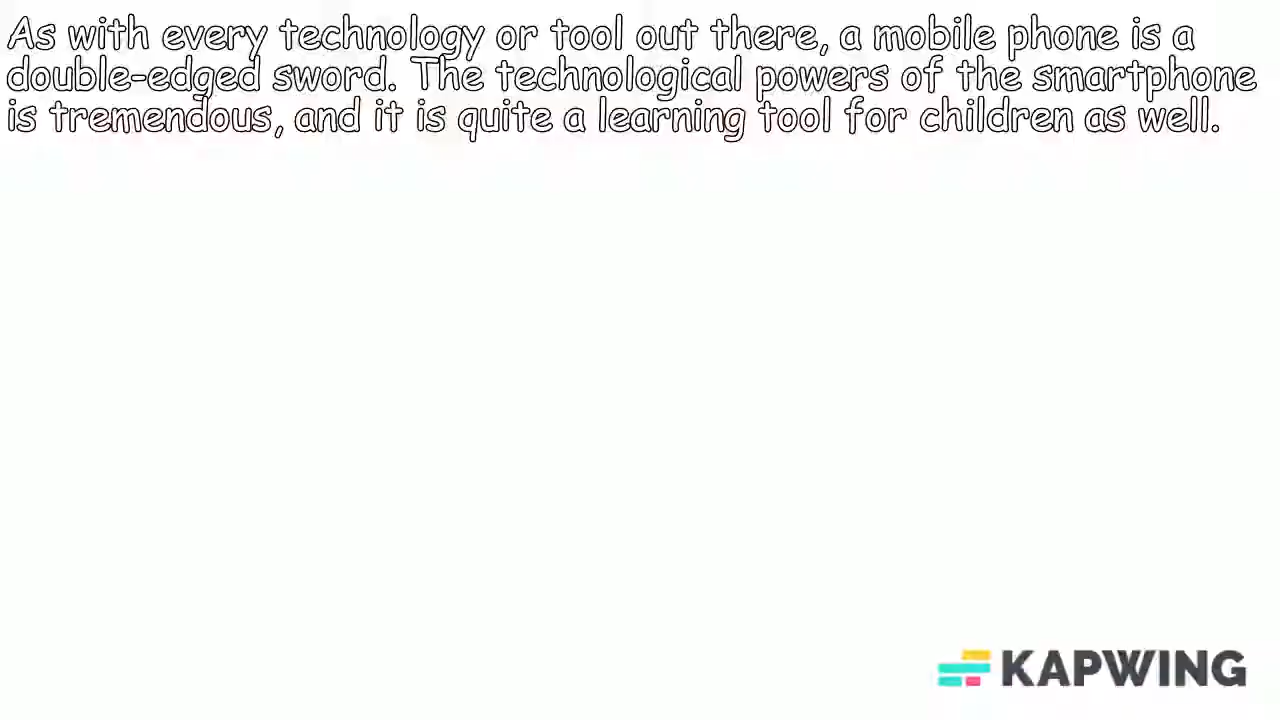 As with every technology or tool out there, a mobile phone is a
double-edged sword. The technological powers of the smartphone
is tremendous, and it is quite a learning tool for children as well.
KAPWING